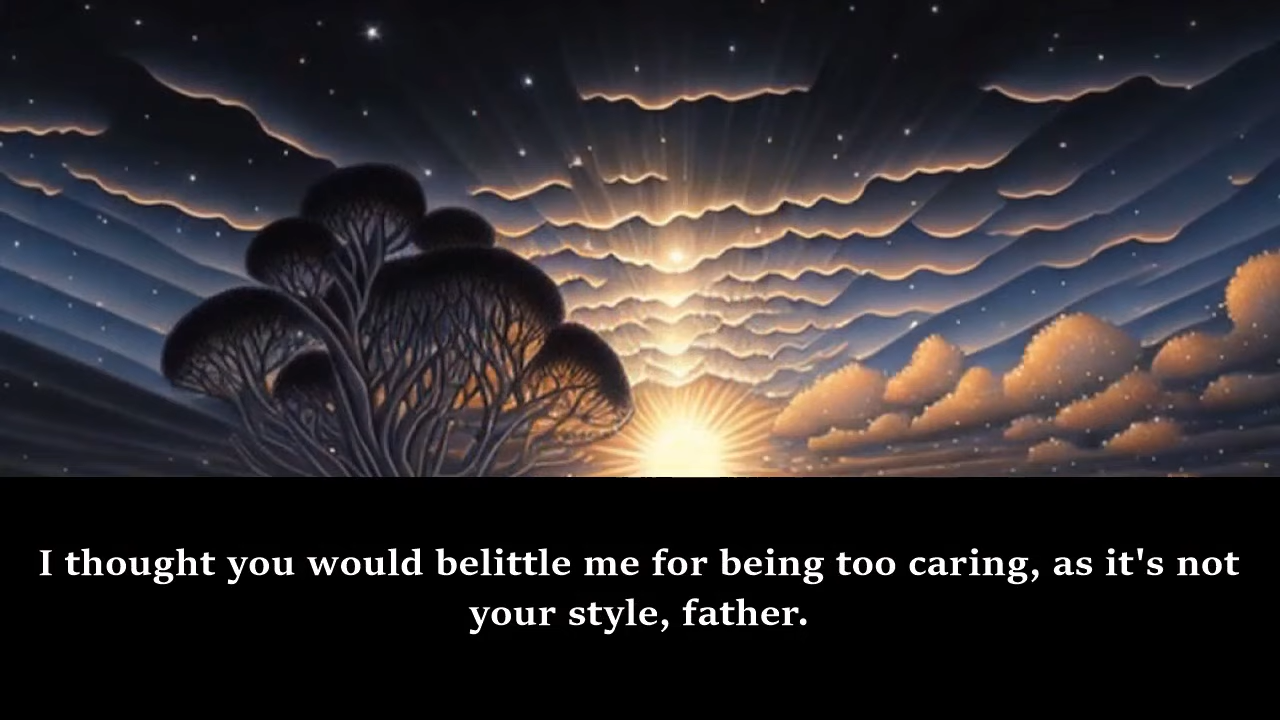 I thought you would belittle me for being too caring, as it's not
your style, father.